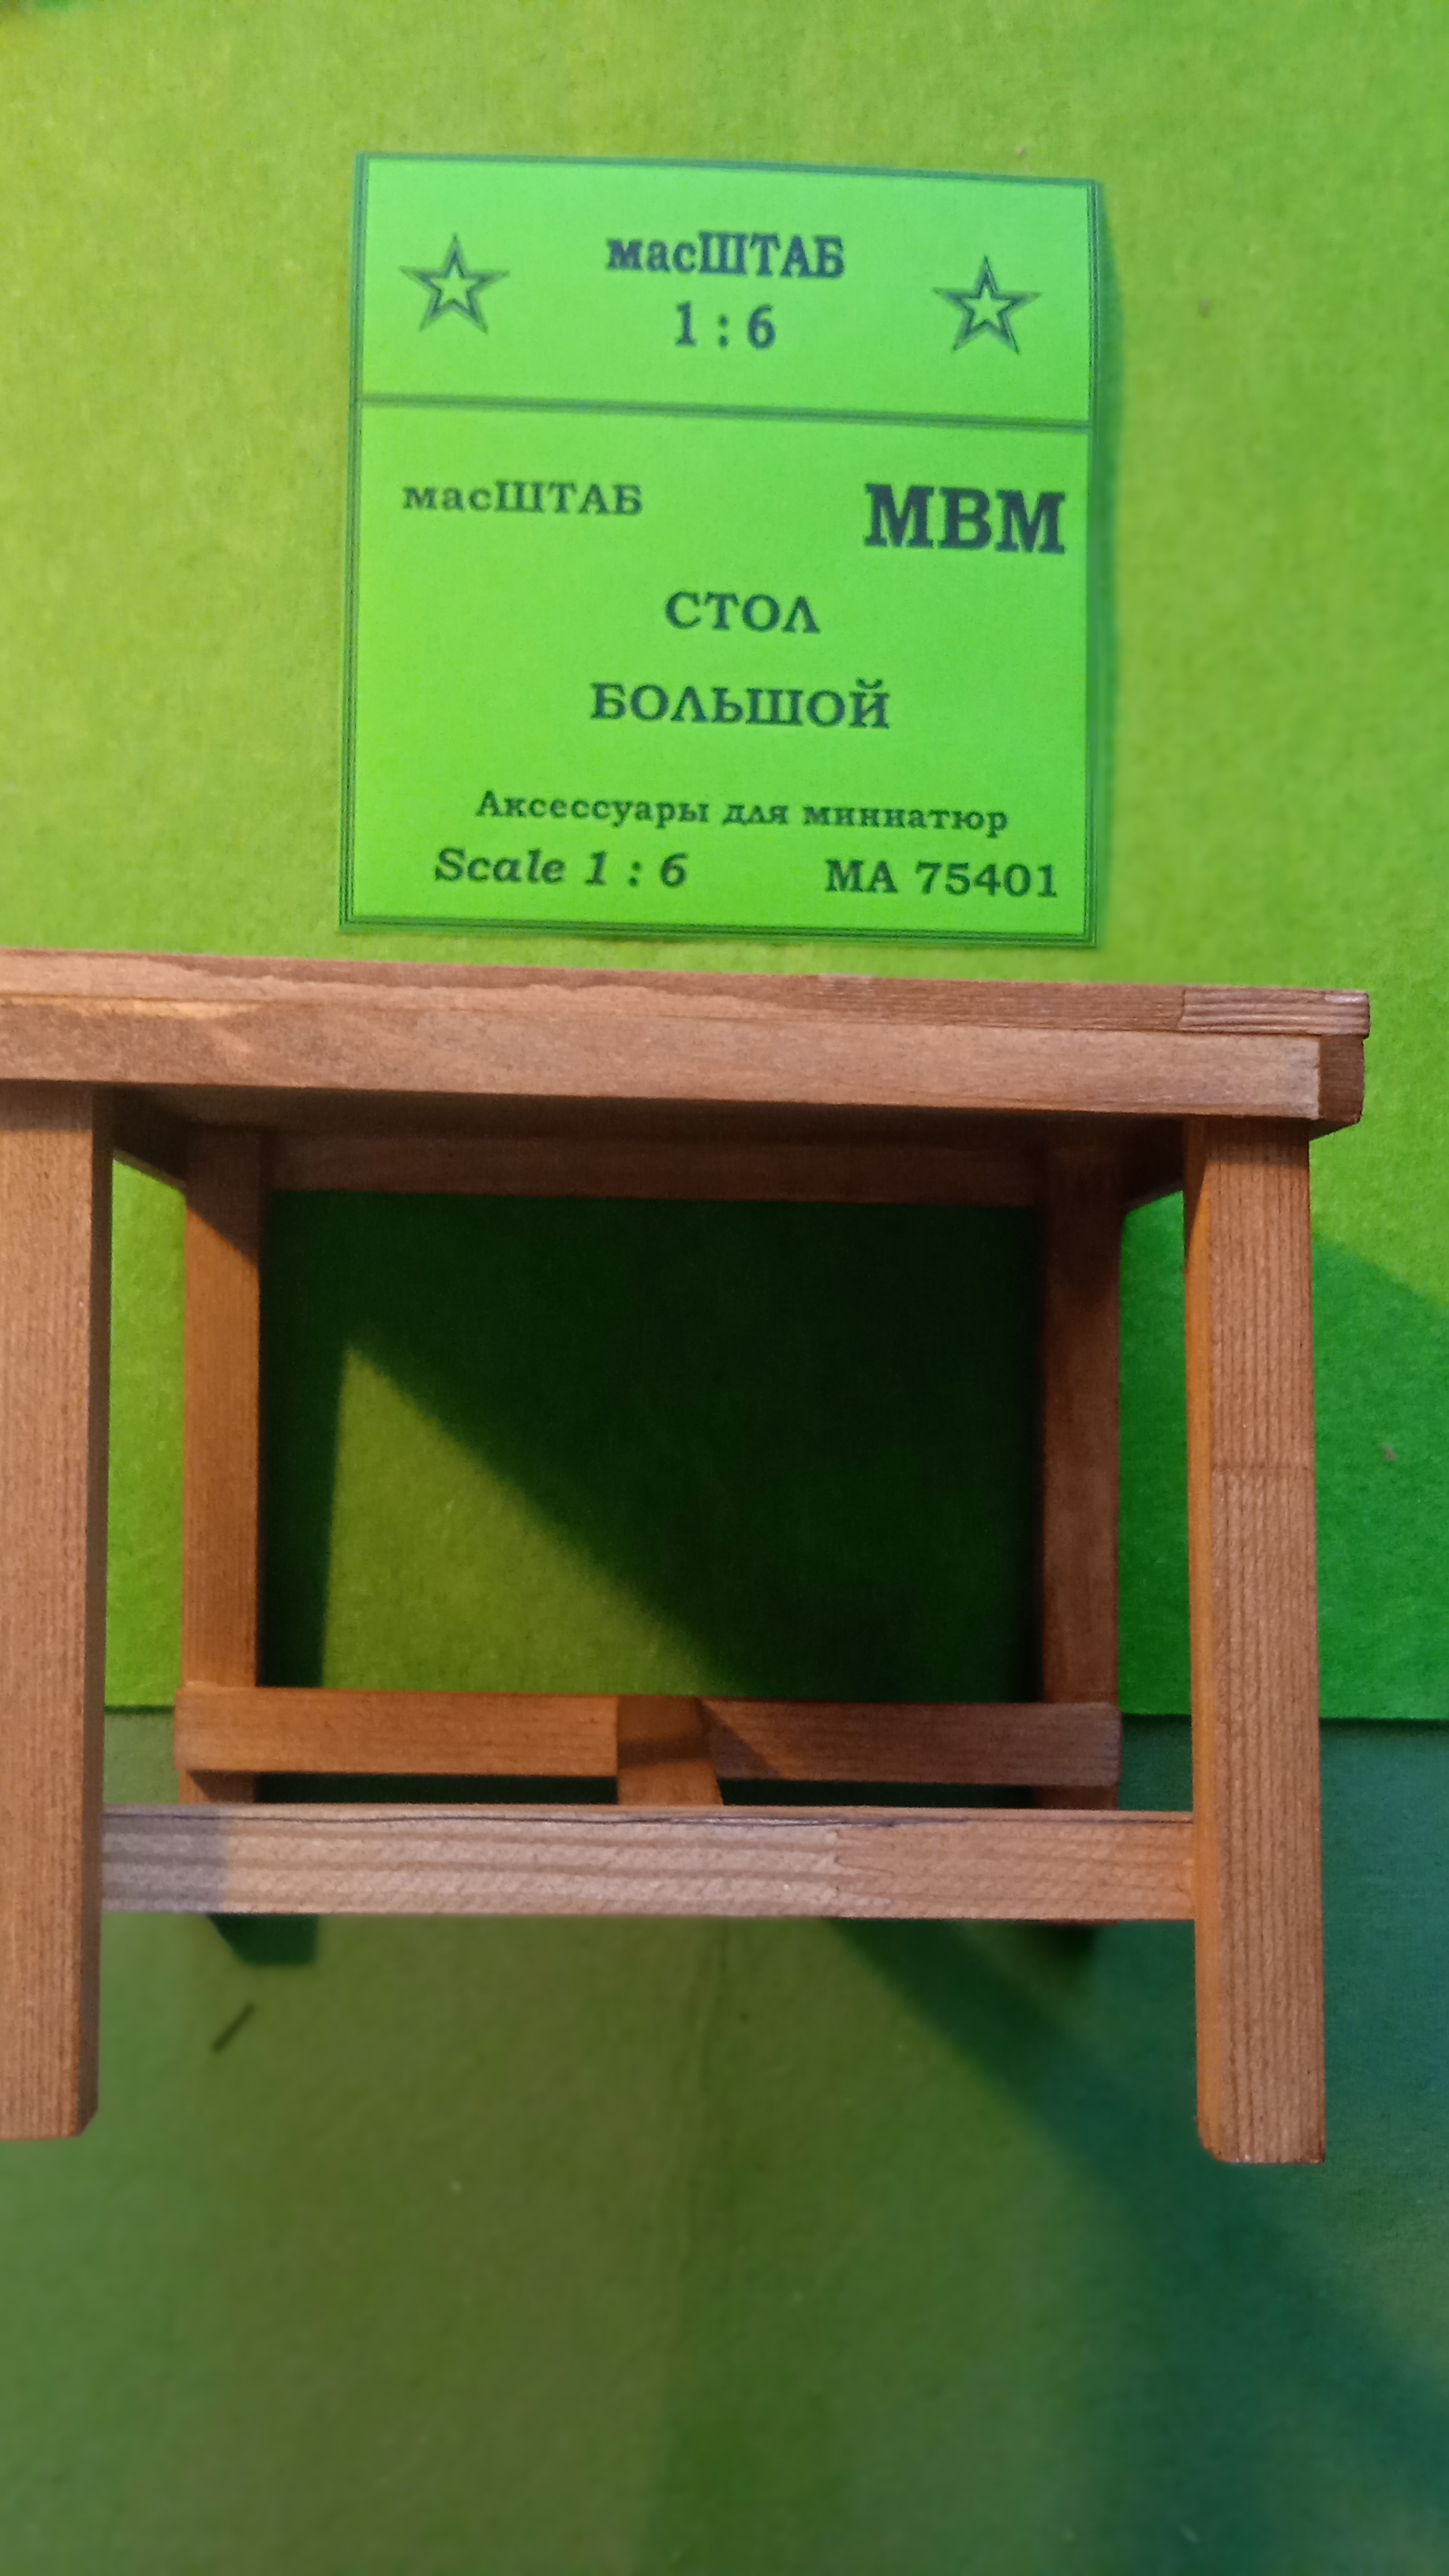 масШТАБ
1 : 6
масШТАБ МВМ
СТОЛ
БОЛЬШОЙ
Аксессуары для миниатюр
Scale 1 : 6 МА 75401